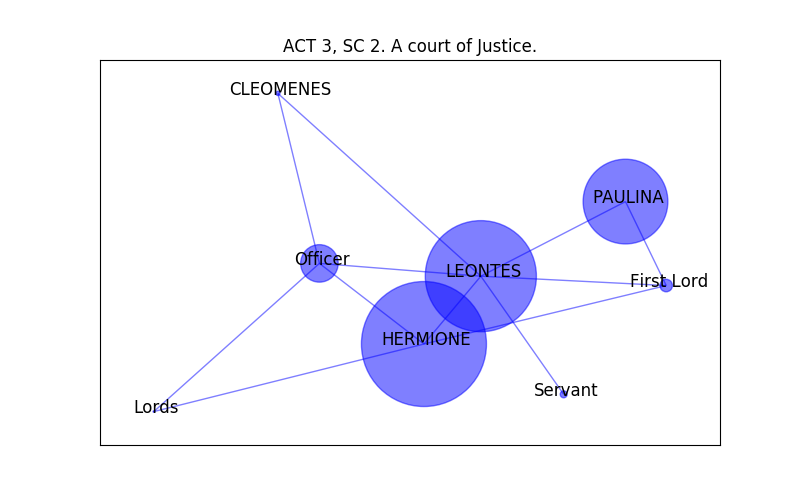 ACT 3, SC 2. A court of Justice.
CLEOMENES
PAULINA
Officer
LEONTES
First Lord
HERMIONE
Servant
Lords